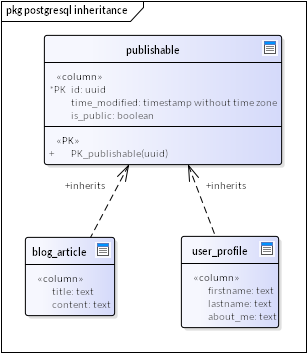 pkg postgresql inheritance
publishable
«column»
*PK id: uuid
time_modified: timestamp without time zone
is_public: boolean
«PK»
+ PK_publishable(uuid)
+inherits
+inherits
blog_article
«column»
title: text
content: text
user_profile
«column»
firstname: text
lastname: text
about_me: text